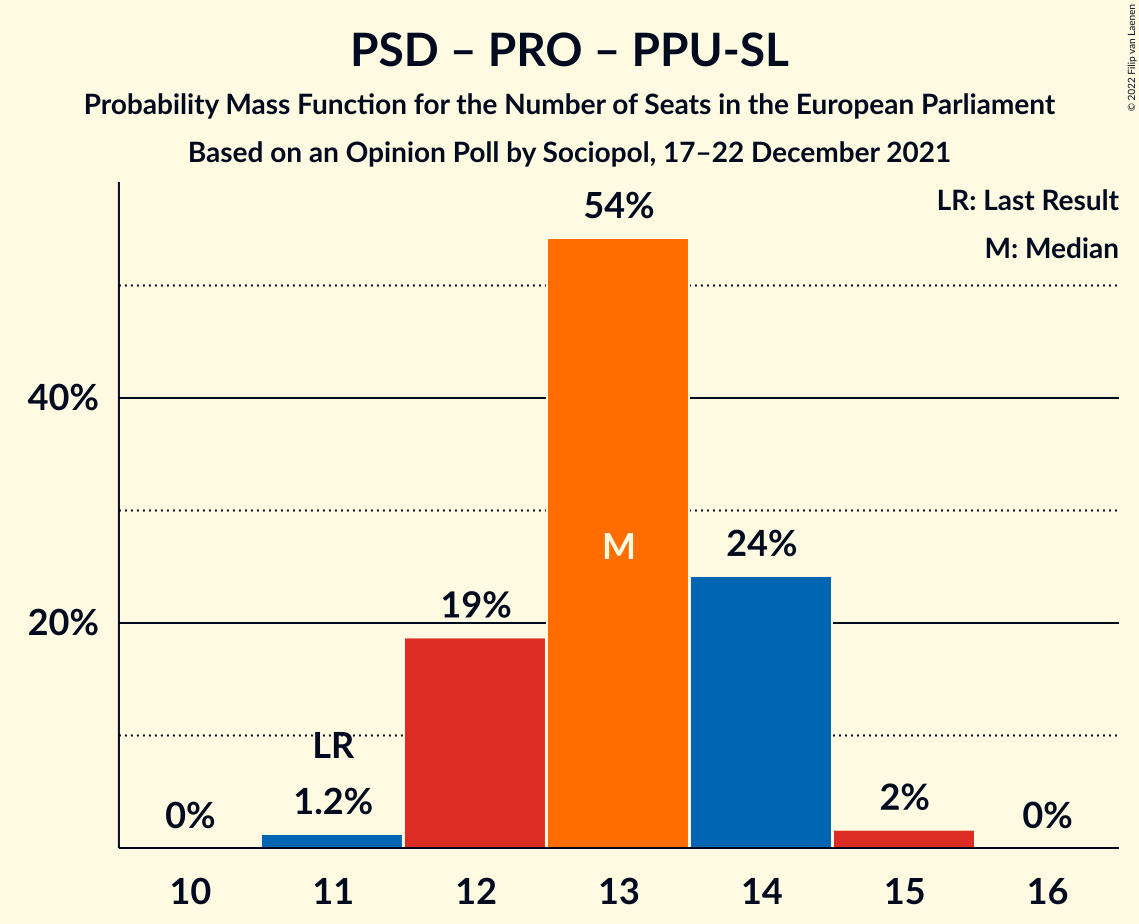 PSD – PRO – PPU-SL
Probability Mass Function for the Number of Seats in the European Parliament
Based on an Opinion Poll by Sociopol, 17–22 December 2021
© 2022 Filip van Laenen
LR: Last Result
M: Median
54%
40%
M
24%
19%
20%
LR
1.2%
0%
2%
0%
10 11 12 13 14 15 16